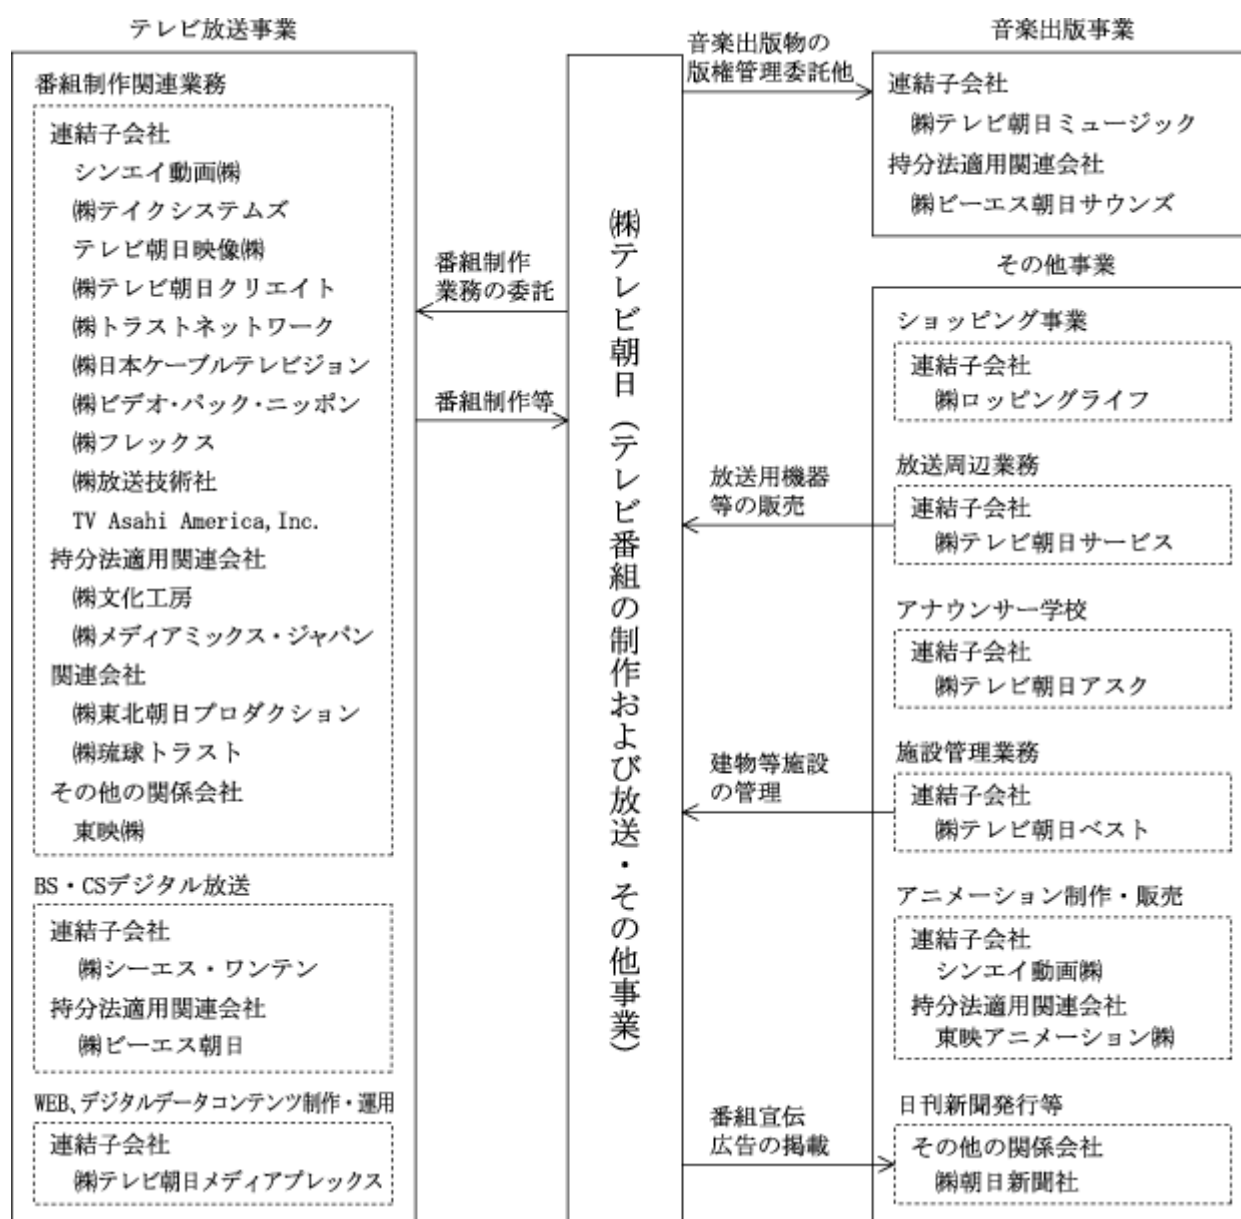 テレビ放送事業
番組制作関連業務
連結子会社
シンエイ動画㈱
㈱テイクシステムズ
テレビ朝日映像㈱
㈱テレビ朝日クリエイト
㈱トラストネットワーク
㈱日本ケーブルテレビジョン
㈱ビデオ・パック・ニッポン
㈱フレックス
㈱放送技術社
TV Asahi America,Inc.
持分法適用関連会社
㈱文化工房
㈱メディアミックス・ジャパン
関連会社
㈱東北朝日プロダクション
㈱琉球トラスト
その他の関係会社
東映㈱
BS・CSデジタル放送
連結子会社
㈱シーエス・ワンテン
持分法適用関連会社
㈱ビーエス朝日
WEB、デジタルデータコンテンツ制作・運用
連結子会社
㈱テレビ朝日メディアプレックス
番組制作
業務の委託
番組制作等
㈱テレビ朝日（テレビ番組の制作および放送・その他事業）
音楽出版物の
版権管理委託他
放送用機器
等の販売
建物等施設
の管理
番組宣伝
広告の掲載
音楽出版事業
連結子会社
㈱テレビ朝日ミュージック
持分法適用関連会社
㈱ビーエス朝日サウンズ
その他事業
ショッピング事業
連結子会社
㈱ロッピングライフ
放送周辺業務
連結子会社
㈱テレビ朝日サービス
アナウンサー学校
連結子会社
㈱テレビ朝日アスク
施設管理業務
連結子会社
㈱テレビ朝日ベスト
アニメーション制作・販売
連結子会社
シンエイ動画㈱
持分法適用関連会社
東映アニメーション㈱
日刊新聞発行等
その他の関係会社
㈱朝日新聞社